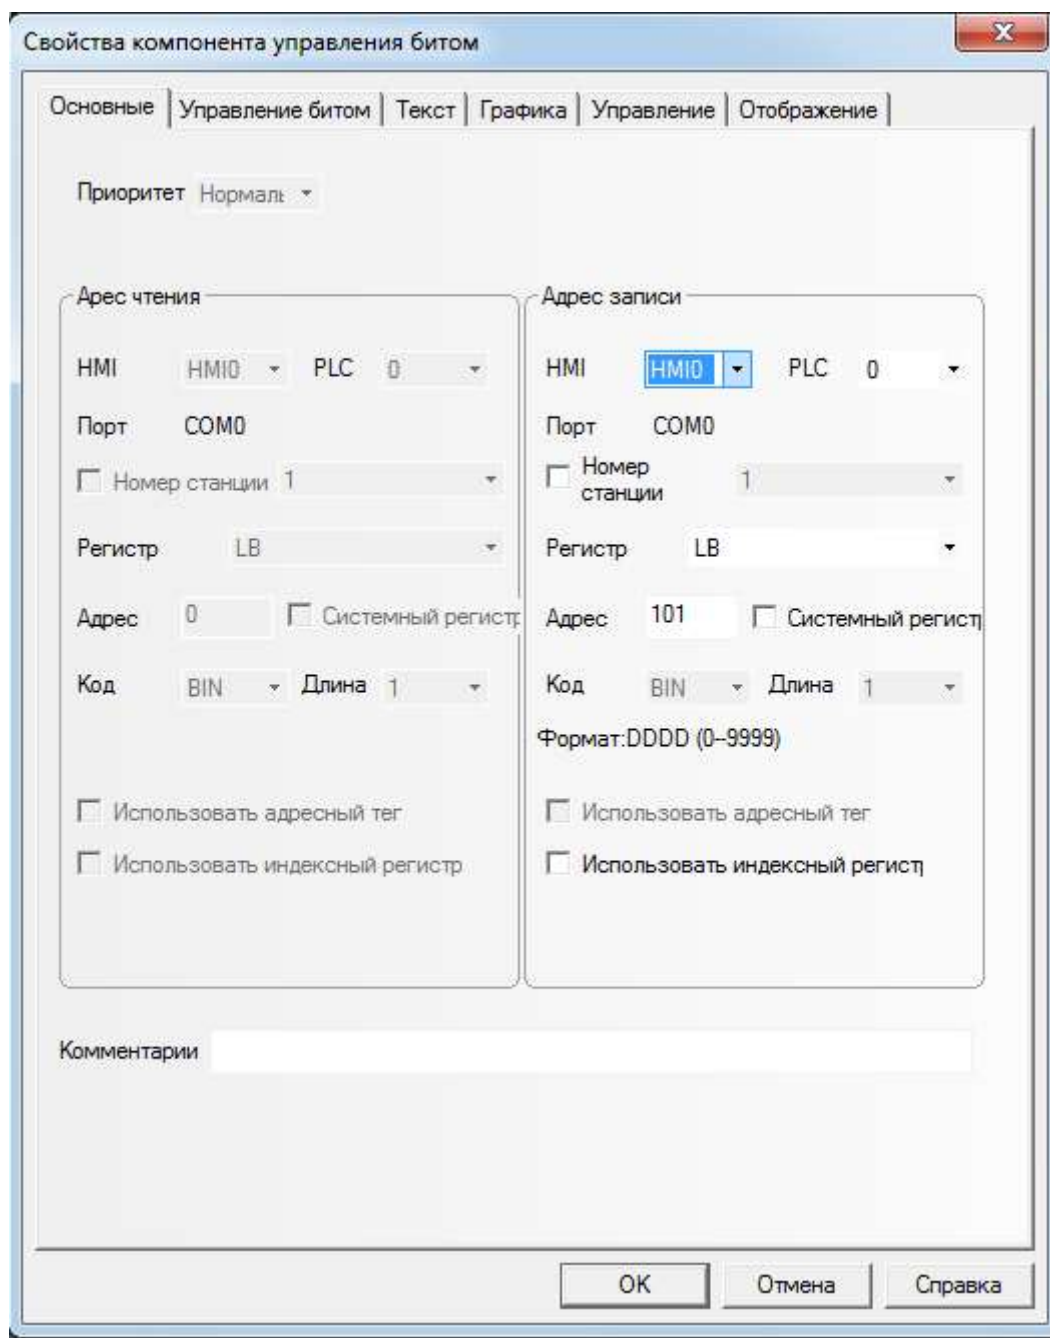 Свойства компонента управления битом
Основные Управление битом Текст Графика Управление Отображение
Приоритет Нормаль
Арес чтения
HMI HMI0 PLC 0
Порт COM0
Номер станции 1
Регистр LB
Адрес 0 Системный регистр
Код BIN Длина 1
Использовать адресный тег
Использовать индексный регистр
Адрес записи
HMI HMI0 PLC 0
Порт COM0
Номер
станции 1
Регистр LB
Адрес 101 Системный регистр
Код BIN Длина 1
Формат:DDDD (0--9999)
Использовать адресный тег
Использовать индексный регистр
Комментарии
OK Отмена Справка